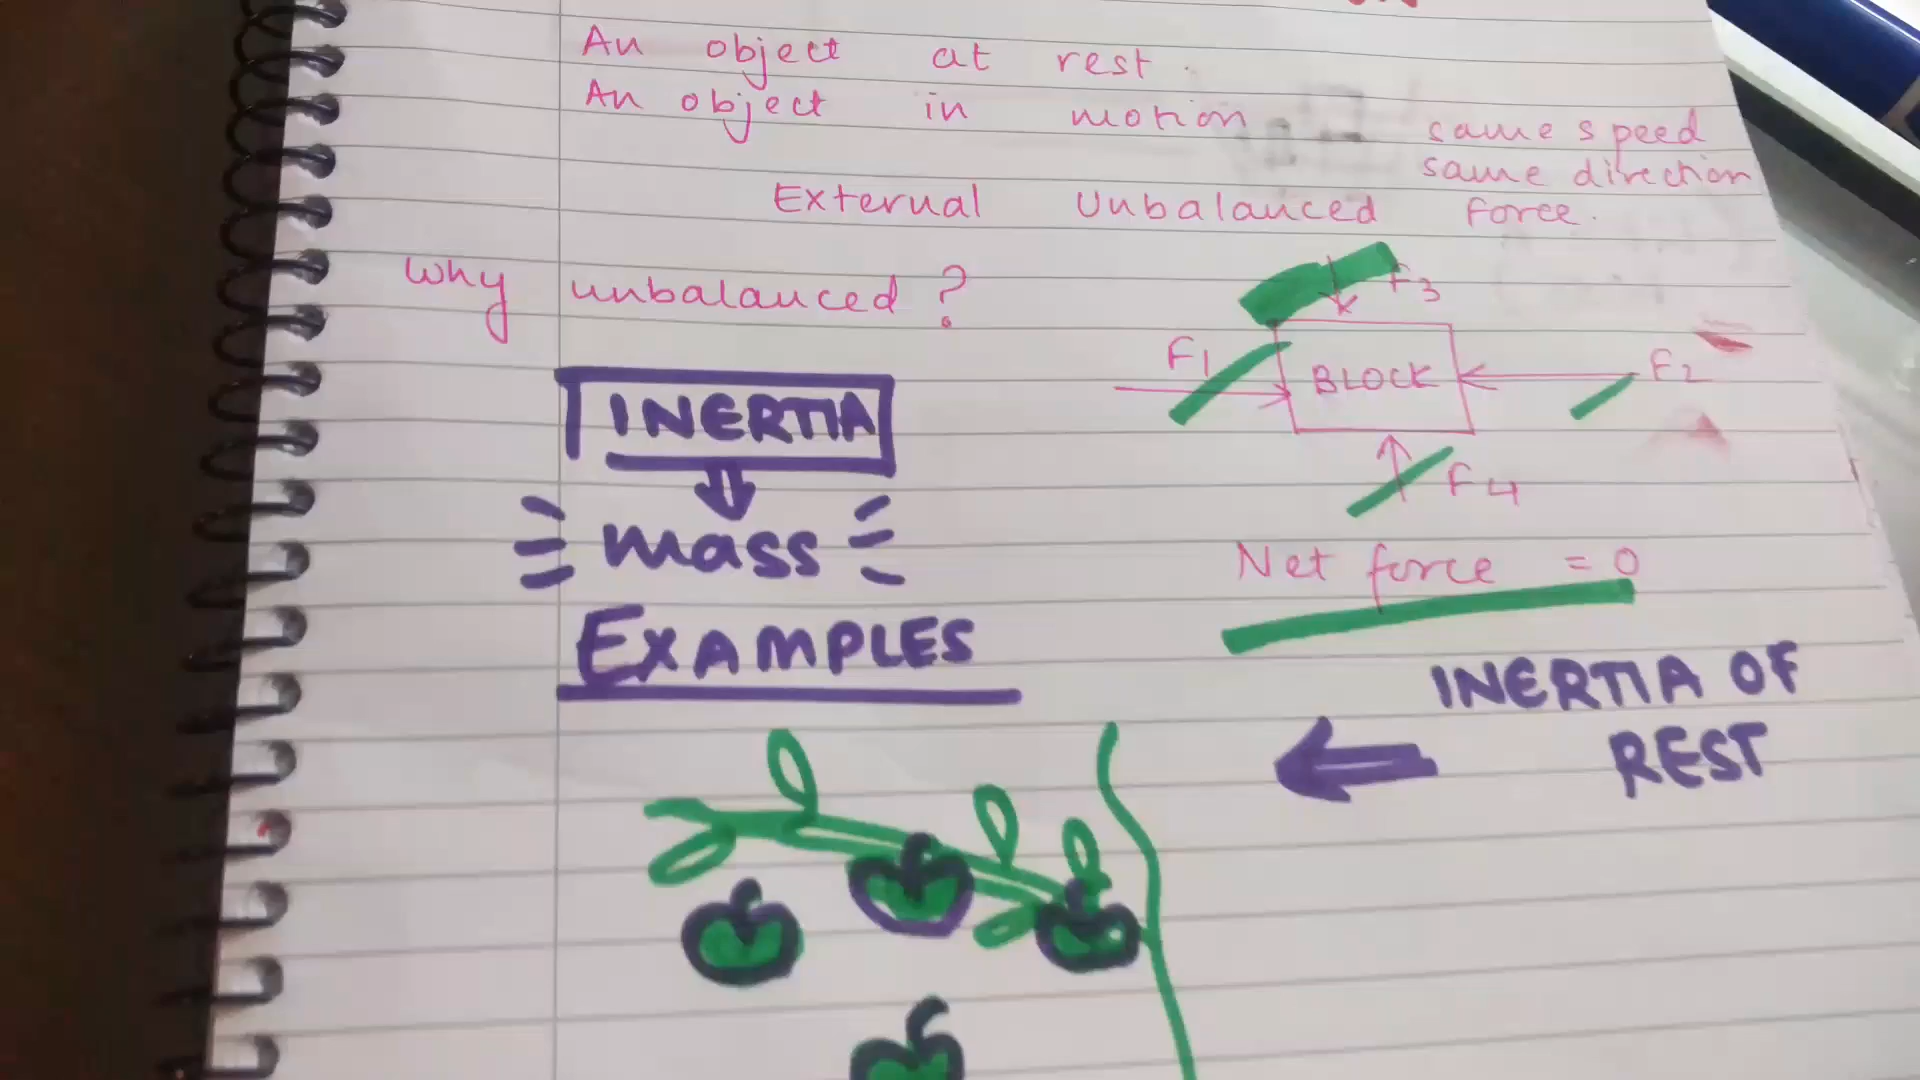 An object at rest.
An object in motion same speed
same direction
External Unbalanced force.
Why unbalanced?
F3
F1
BLOCK
F2
F4
Net force = 0
INERTIA
mass
EXAMPLES
INERTIA OF
REST